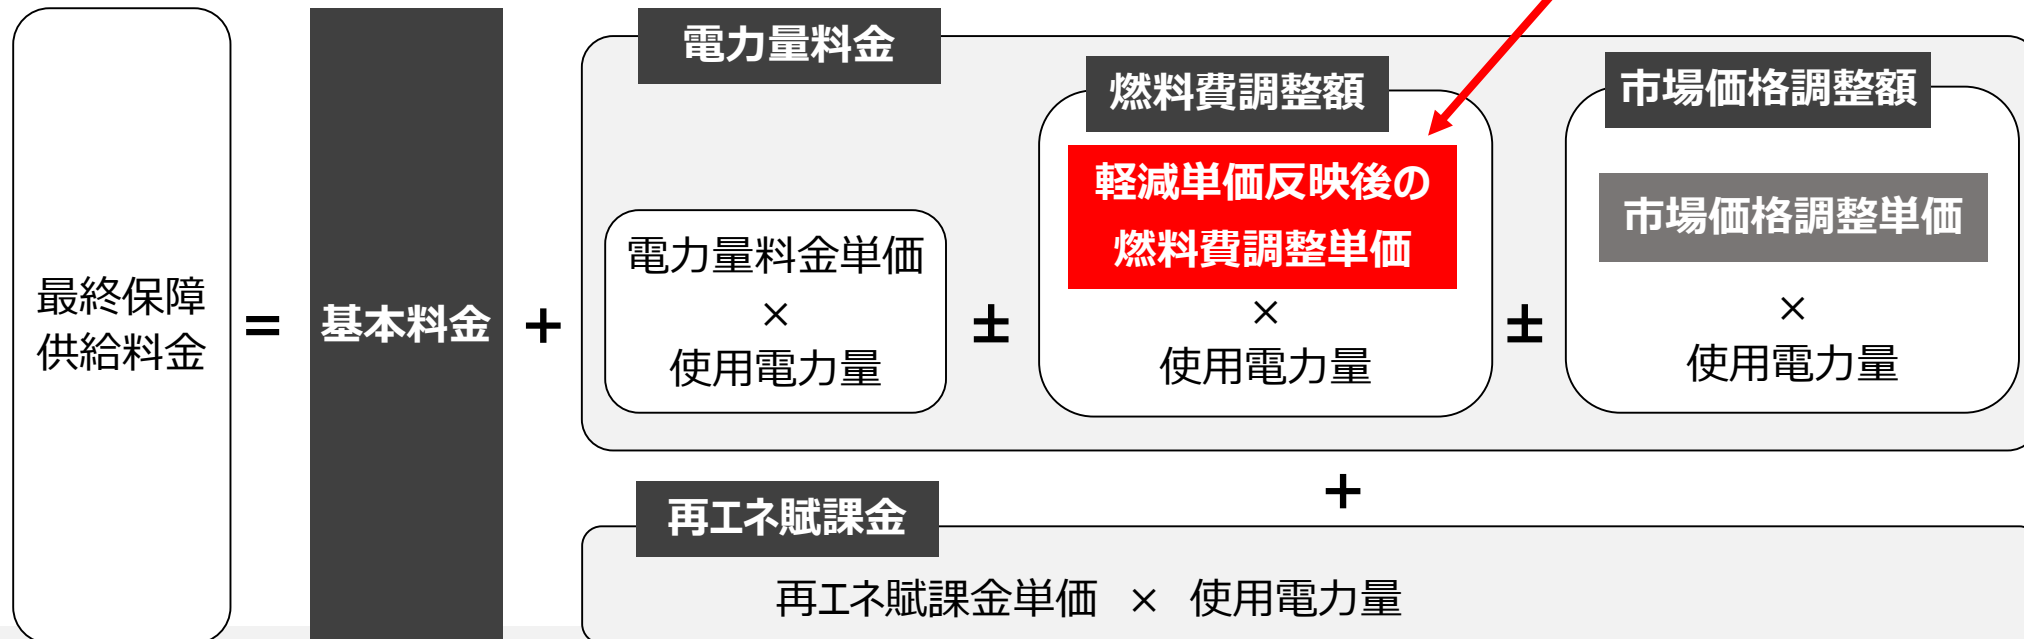 最終保障
供給料金
=
基本料金
+
電力量料金
電力量料金単価
×
使用電力量
±
燃料費調整額
軽減単価反映後の
燃料費調整単価
×
使用電力量
±
市場価格調整額
市場価格調整単価
×
使用電力量
+
再エネ賦課金
再エネ賦課金単価 × 使用電力量